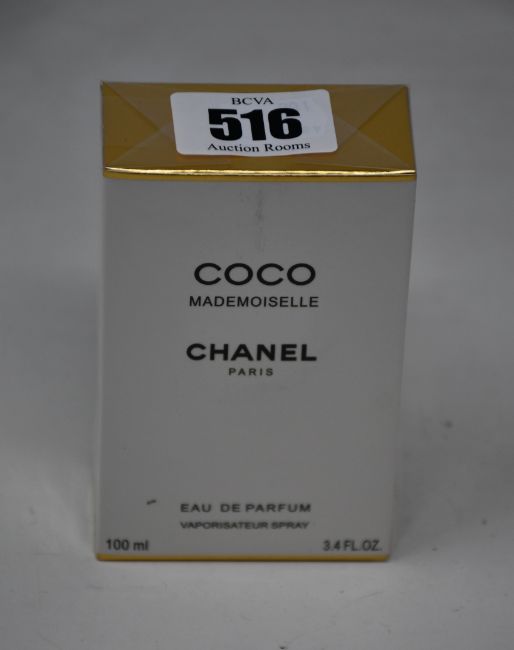 BCVA
516
Auction Rooms
COCO
MADEMOISELLE
CHANEL
PARIS
EAU DE PARFUM
VAPORISATEUR SPRAY
100 ml 3.4 FL.OZ.